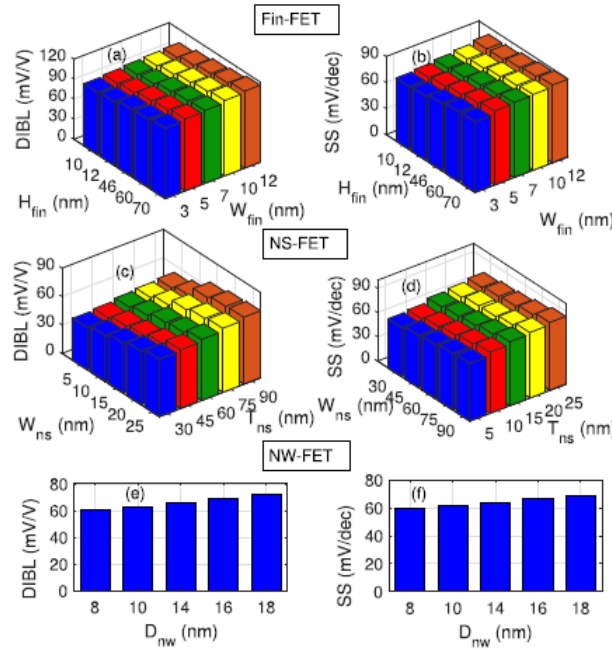 Fin-FET
(a)
DIBL (mV/V)
120
90
60
30
0
10
12
46
60
70
H_fin (nm)
3
5
7
10
12
W_fin (nm)
(b)
SS (mV/dec)
90
60
30
0
10
12
46
60
70
H_fin (nm)
3
5
7
10
12
W_fin (nm)
NS-FET
(c)
DIBL (mV/V)
90
60
30
0
5
10
15
20
25
W_ns (nm)
30
45
60
75
90
T_ns (nm)
(d)
SS (mV/dec)
90
60
30
0
30
45
60
75
90
W_ns (nm)
5
10
15
20
25
T_ns (nm)
NW-FET
(e)
DIBL (mV/V)
80
60
40
20
0
8 10 14 16 18
D_nw (nm)
(f)
SS (mV/dec)
80
60
40
20
0
8 10 14 16 18
D_nw (nm)